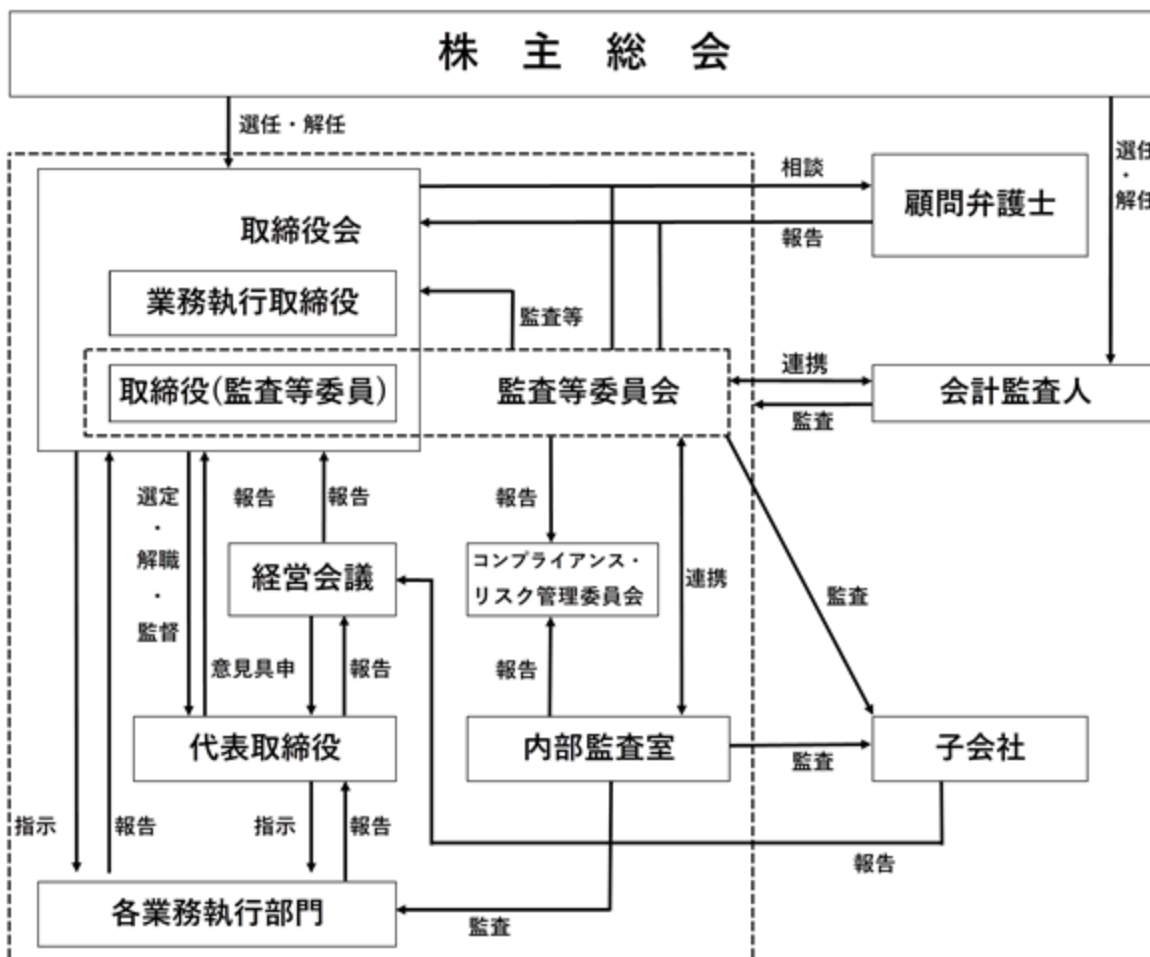 株主総会
選任・解任
選任・解任
相談
顧問弁護士
報告
取締役会
業務執行取締役
監査等
取締役(監査等委員)
監査等委員会
連携
会計監査人
監査
選定・解職・監督
報告
報告
報告
コンプライアンス・
リスク管理委員会
経営会議
連携
監査
意見具申
報告
報告
代表取締役
内部監査室
監査
子会社
指示
報告
指示
報告
報告
各業務執行部門
監査